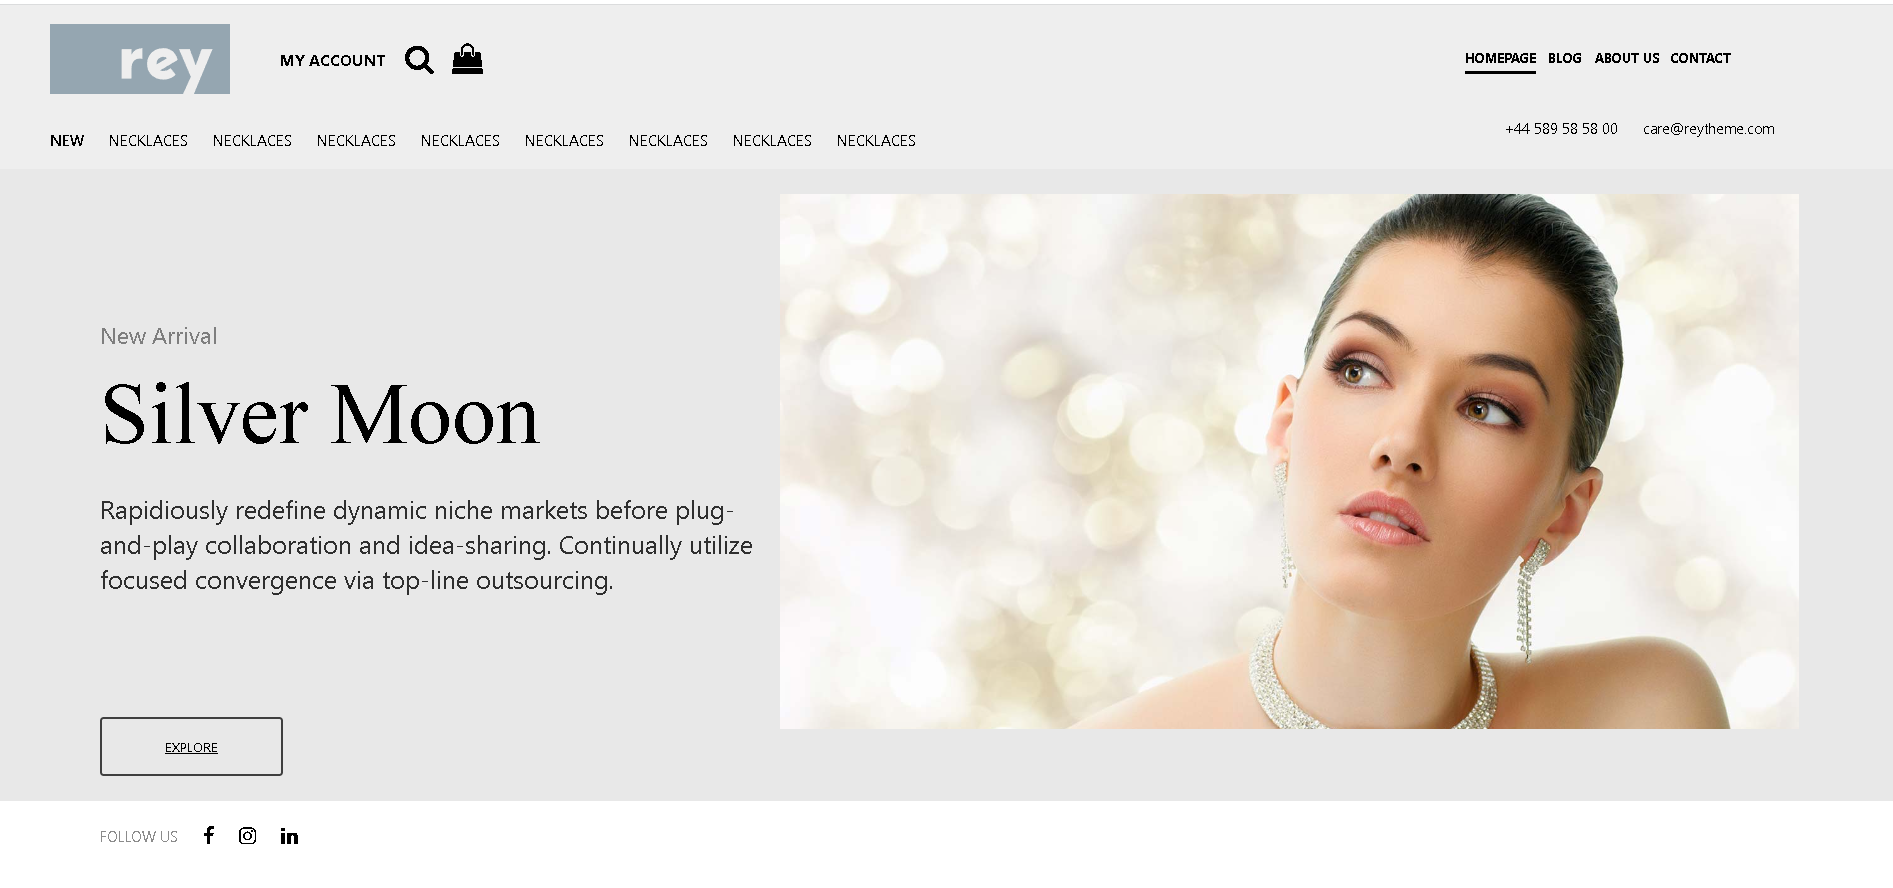 rey
MY ACCOUNT
HOMEPAGE BLOG ABOUT US CONTACT
NEW NECKLACES NECKLACES NECKLACES NECKLACES NECKLACES NECKLACES NECKLACES NECKLACES
+44 589 58 58 00 care@reytheme.com
New Arrival
Silver Moon
Rapidiously redefine dynamic niche markets before plug-
and-play collaboration and idea-sharing. Continually utilize
focused convergence via top-line outsourcing.
EXPLORE
FOLLOW US